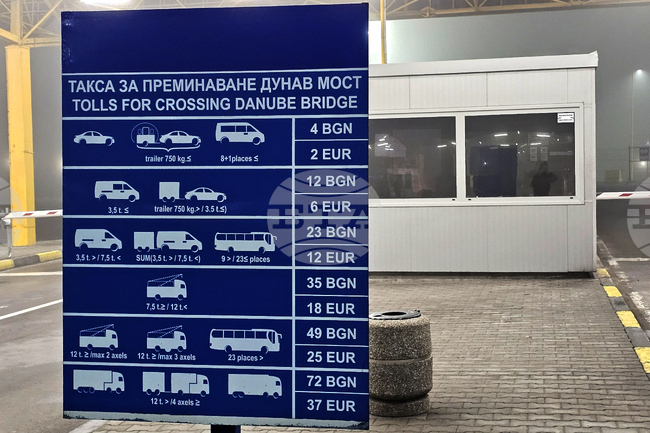 ТАКСА ЗА ПРЕМИНАВАНЕ ДУНАВ МОСТ
TOLLS FOR CROSSING DANUBE BRIDGE
trailer 750 kg.≤ 8+1places ≤
4 BGN
2 EUR
3,5 t. ≤ trailer 750 kg.> / 3.5 t.≤)
12 BGN
6 EUR
3,5 t.> / 7,5 t. < SUM(3,5 t. > / 7,5 t. <) 9 > / 23≤ places
23 BGN
12 EUR
7,5 t.≥ / 12 t.<
35 BGN
18 EUR
12 t. ≥ /max 2 axels 12 t. ≥ /max 3 axels 23 places >
49 BGN
25 EUR
12 t. > /4 axels ≥
72 BGN
37 EUR
БТА